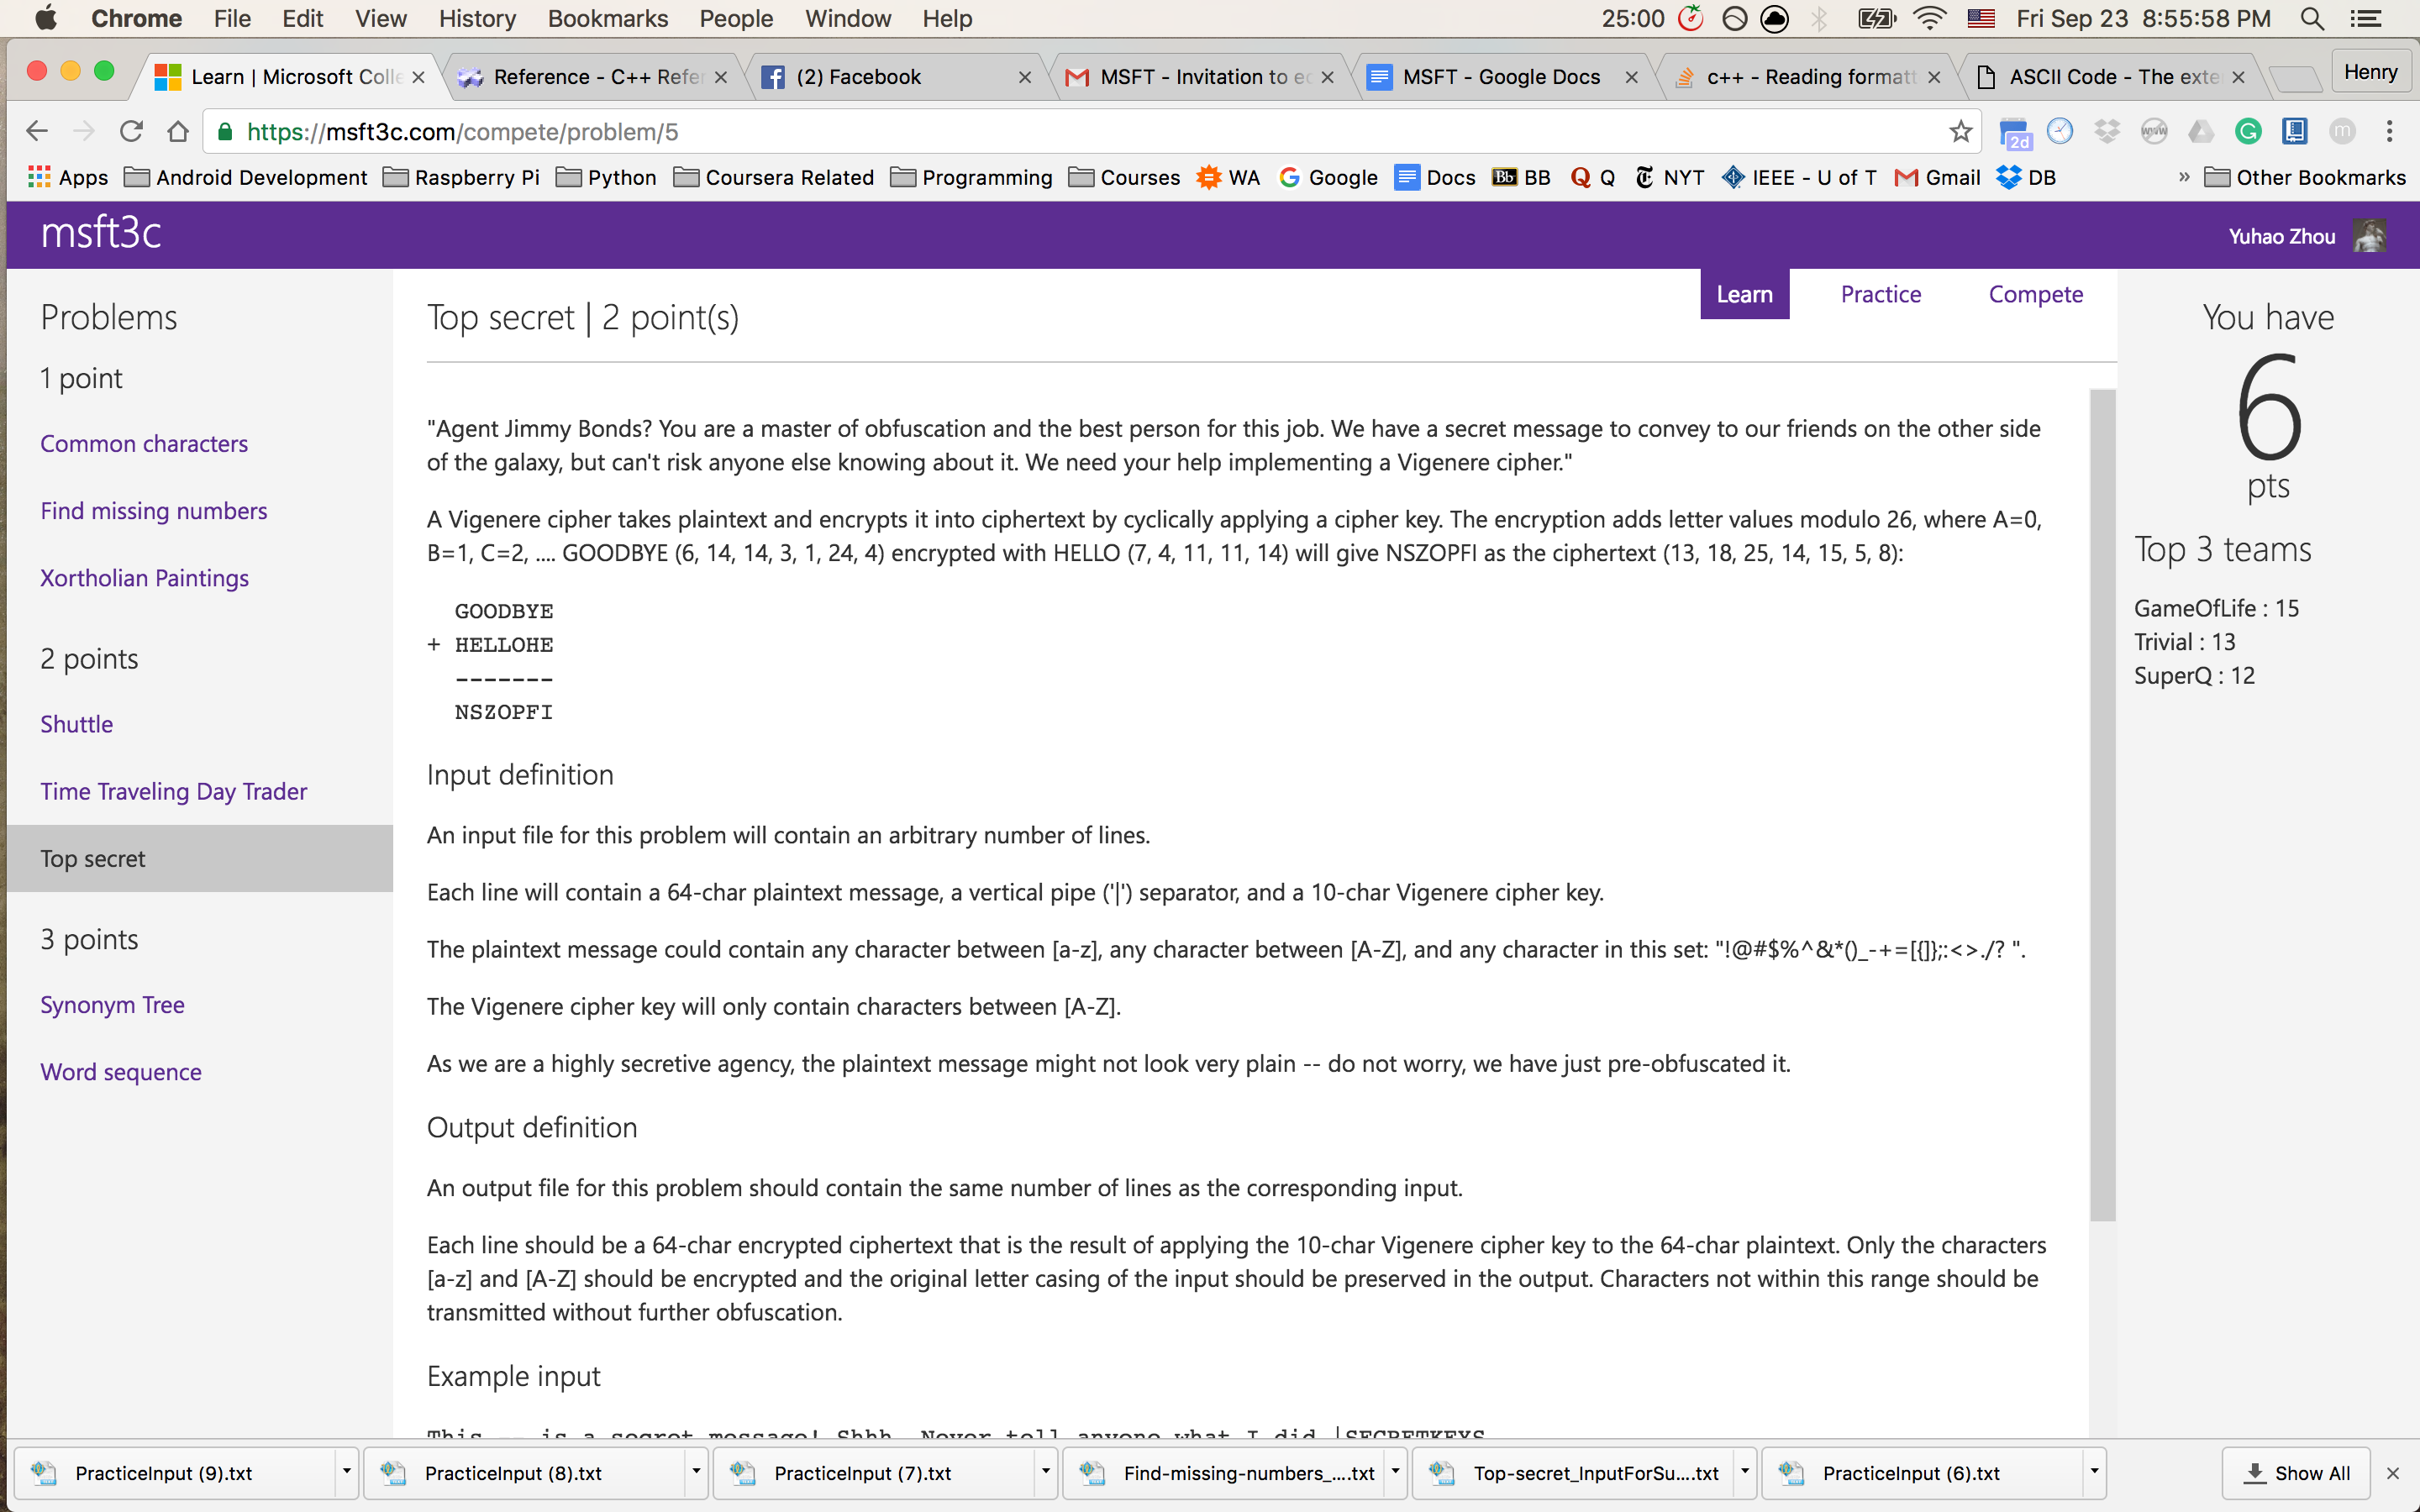 Chrome File Edit View History Bookmarks People Window Help 25:00 Fri Sep 23 8:55:58 PM
Learn | Microsoft Colle Reference - C++ Refer (2) Facebook MSFT - Invitation to ec MSFT - Google Docs c++ - Reading formatt ASCII Code - The exte Henry
https://msft3c.com/compete/problem/5 2d www G m
Apps Android Development Raspberry Pi Python Coursera Related Programming Courses WA Google Docs Bb BB Q NYT IEEE - U of T Gmail DB » Other Bookmarks
msft3c Yuhao Zhou
Learn Practice Compete
Problems
1 point
Common characters
Find missing numbers
Xortholian Paintings
2 points
Shuttle
Time Traveling Day Trader
Top secret
3 points
Synonym Tree
Word sequence
Top secret | 2 point(s)
"Agent Jimmy Bonds? You are a master of obfuscation and the best person for this job. We have a secret message to convey to our friends on the other side
of the galaxy, but can't risk anyone else knowing about it. We need your help implementing a Vigenere cipher."
A Vigenere cipher takes plaintext and encrypts it into ciphertext by cyclically applying a cipher key. The encryption adds letter values modulo 26, where A=0,
B=1, C=2, .... GOODBYE (6, 14, 14, 3, 1, 24, 4) encrypted with HELLO (7, 4, 11, 11, 14) will give NSZOPFI as the ciphertext (13, 18, 25, 14, 15, 5, 8):
GOODBYE
+ HELLOHE
-------
NSZOPFI
Input definition
An input file for this problem will contain an arbitrary number of lines.
Each line will contain a 64-char plaintext message, a vertical pipe ('|') separator, and a 10-char Vigenere cipher key.
The plaintext message could contain any character between [a-z], any character between [A-Z], and any character in this set: "!@#$%^&*()_-+=[{]};:<>./? ".
The Vigenere cipher key will only contain characters between [A-Z].
As we are a highly secretive agency, the plaintext message might not look very plain -- do not worry, we have just pre-obfuscated it.
Output definition
An output file for this problem should contain the same number of lines as the corresponding input.
Each line should be a 64-char encrypted ciphertext that is the result of applying the 10-char Vigenere cipher key to the 64-char plaintext. Only the characters
[a-z] and [A-Z] should be encrypted and the original letter casing of the input should be preserved in the output. Characters not within this range should be
transmitted without further obfuscation.
Example input
This -- is a secret message! Shhh. Never tell anyone what I did |SECRETKEYS
You have
6
pts
Top 3 teams
GameOfLife : 15
Trivial : 13
SuperQ : 12
PracticeInput (9).txt PracticeInput (8).txt PracticeInput (7).txt Find-missing-numbers_....txt Top-secret_InputForSu....txt PracticeInput (6).txt Show All